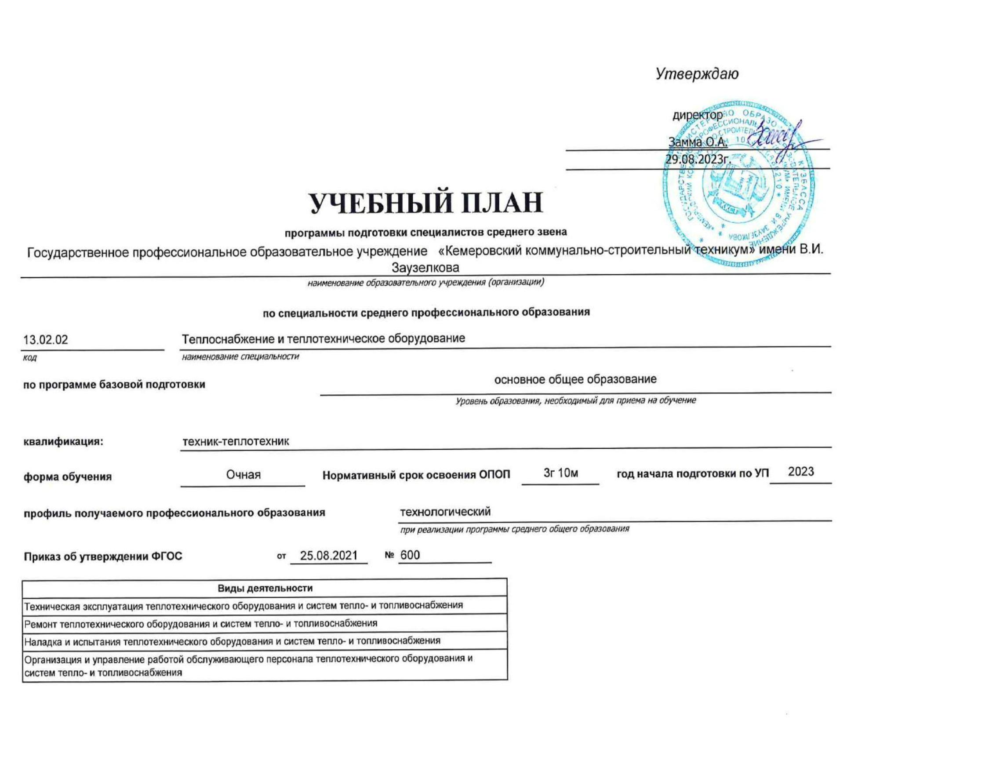 Утверждаю
директор
Замма О.А.
29.08.2023г.
УЧЕБНЫЙ ПЛАН
программы подготовки специалистов среднего звена
Государственное профессиональное образовательное учреждение «Кемеровский коммунально-строительный техникум» имени В.И.
Заузелкова
наименование образовательного учреждения (организации)
по специальности среднего профессионального образования
13.02.02 Теплоснабжение и теплотехническое оборудование
код наименование специальности
по программе базовой подготовки основное общее образование
Уровень образования, необходимый для приема на обучение
квалификация: техник-теплотехник
форма обучения Очная Нормативный срок освоения ОПОП 3г 10м год начала подготовки по УП 2023
профиль получаемого профессионального образования технологический
при реализации программы среднего общего образования
Приказ об утверждении ФГОС от 25.08.2021 № 600
Виды деятельности
Техническая эксплуатация теплотехнического оборудования и систем тепло- и топливоснабжения
Ремонт теплотехнического оборудования и систем тепло- и топливоснабжения
Наладка и испытания теплотехнического оборудования и систем тепло- и топливоснабжения
Организация и управление работой обслуживающего персонала теплотехнического оборудования и
систем тепло- и топливоснабжения